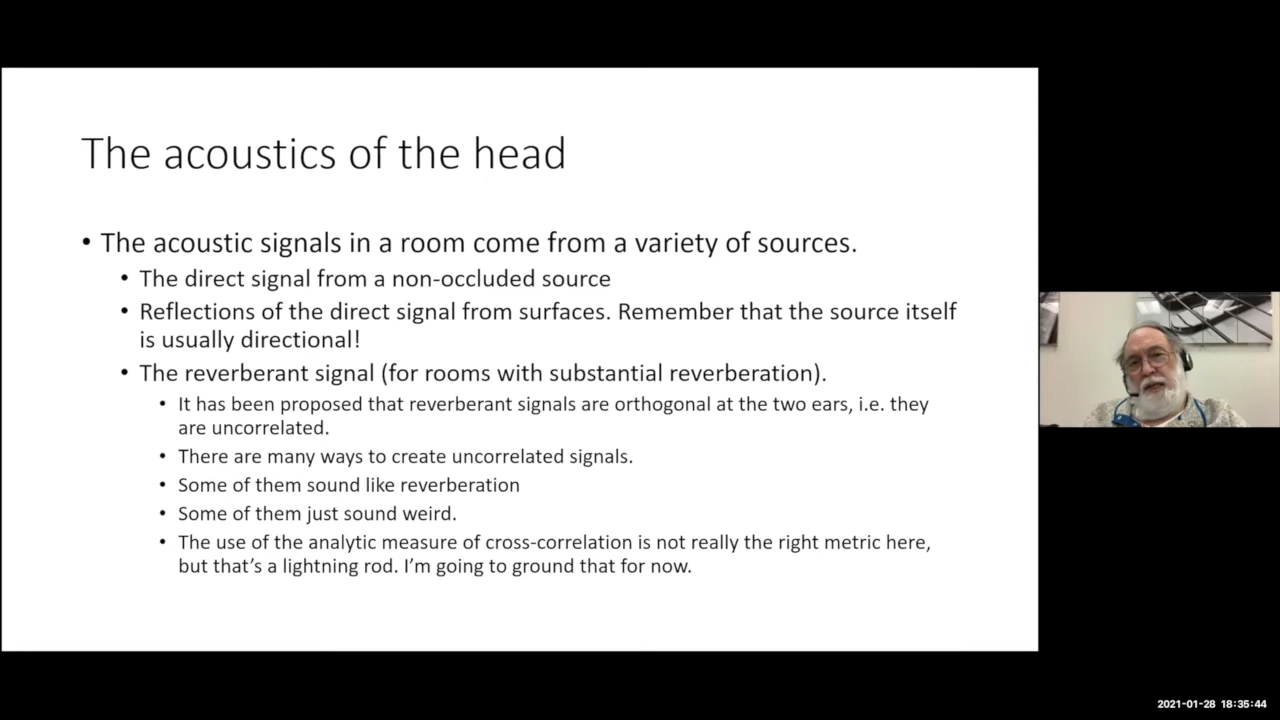 The acoustics of the head
• The acoustic signals in a room come from a variety of sources.
• The direct signal from a non-occluded source
• Reflections of the direct signal from surfaces. Remember that the source itself
is usually directional!
• The reverberant signal (for rooms with substantial reverberation).
• It has been proposed that reverberant signals are orthogonal at the two ears, i.e. they
are uncorrelated.
• There are many ways to create uncorrelated signals.
• Some of them sound like reverberation
• Some of them just sound weird.
• The use of the analytic measure of cross-correlation is not really the right metric here,
but that’s a lightning rod. I’m going to ground that for now.
2021-01-28 18:35:44